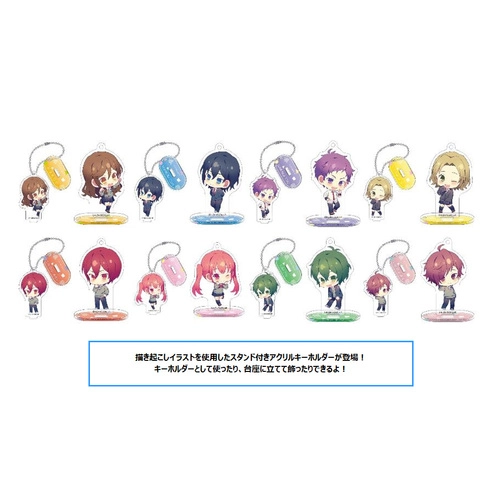 描き起こしイラストを使用したスタンド付きアクリルキーホルダーが登場！
キーホルダーとして使ったり、台座に立てて飾ったりできるよ！